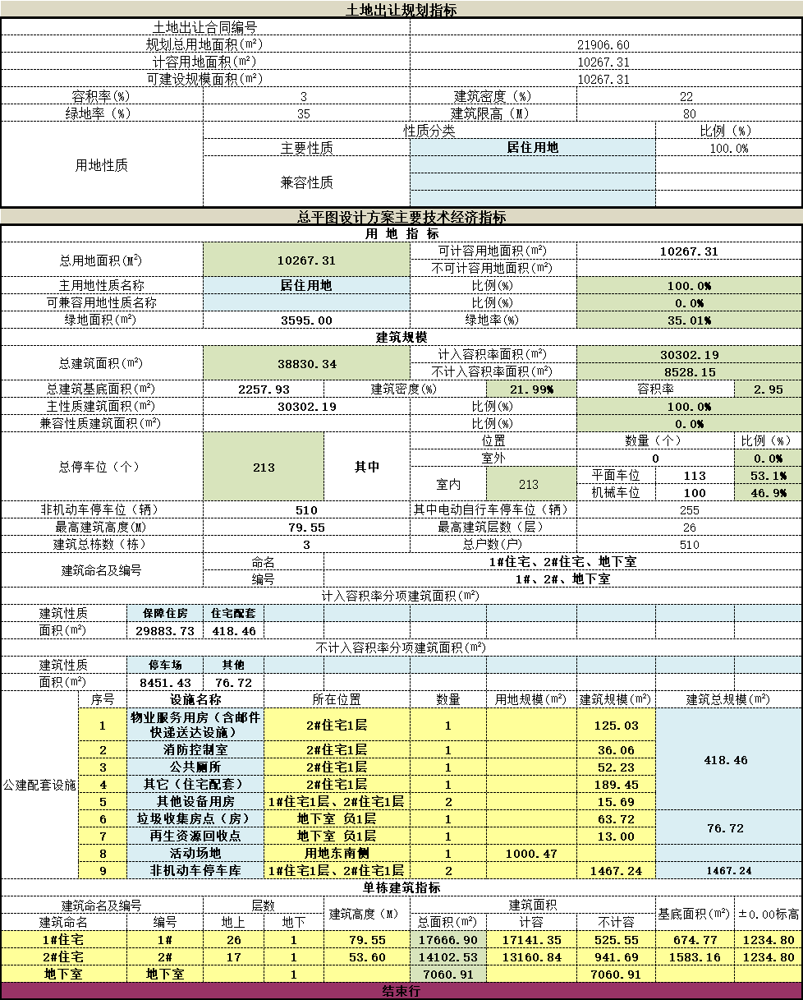 土地出让规划指标
土地出让合同编号
规划总用地面积(㎡) 21906.60
计容用地面积(㎡) 10267.31
可建设规模面积(㎡) 10267.31
容积率(%) 3 建筑密度（%） 22
绿地率（%） 35 建筑限高（M） 80
用地性质 性质分类 比例（%）
主要性质 居住用地 100.0%
兼容性质
总平图设计方案主要技术经济指标
用 地 指 标
总用地面积(M²) 10267.31 可计容用地面积(㎡) 10267.31
不可计容用地面积(㎡)
主用地性质名称 居住用地 比例(%) 100.0%
可兼容用地性质名称 比例(%) 0.0%
绿地面积(㎡) 3595.00 绿地率(%) 35.01%
建筑规模
总建筑面积(㎡) 38830.34 计入容积率面积(㎡) 30302.19
不计入容积率面积(㎡) 8528.15
总建筑基底面积(㎡) 2257.93 建筑密度(%) 21.99% 容积率 2.95
主性质建筑面积(㎡) 30302.19 比例(%) 100.0%
兼容性质建筑面积(㎡) 比例(%) 0.0%
总停车位（个） 213 其中 位置 数量（个） 比例（%）
室外 0 0.0%
室内 213 平面车位 113 53.1%
机械车位 100 46.9%
非机动车停车位（辆） 510 其中电动自行车停车位（辆） 255
最高建筑高度(M) 79.55 最高建筑层数（层） 26
建筑总栋数（栋） 3 总户数(户) 510
建筑命名及编号 命名 1#住宅、2#住宅、地下室
编号 1#、2#、地下室
计入容积率分项建筑面积(㎡)
建筑性质 保障住房 住宅配套
面积(㎡) 29883.73 418.46
不计入容积率分项建筑面积(㎡)
建筑性质 停车场 其他
面积(㎡) 8451.43 76.72
公建配套设施 序号 设施名称 所在位置 数量 用地规模(㎡) 建筑规模(㎡) 建筑总规模(㎡)
1 物业服务用房（含邮件
快递送达设施） 2#住宅1层 1 125.03 418.46
2 消防控制室 2#住宅1层 1 36.06
3 公共厕所 2#住宅1层 1 52.23
4 其它（住宅配套） 2#住宅1层 1 189.45
5 其他设备用房 1#住宅1层、2#住宅1层 2 15.69
6 垃圾收集房点（房） 地下室 负1层 1 63.72 76.72
7 再生资源回收点 地下室 负1层 1 13.00
8 活动场地 用地东南侧 1 1000.47
9 非机动车停车库 1#住宅1层、2#住宅1层 2 1467.24 1467.24
单栋建筑指标
建筑命名及编号 层数 建筑高度（M） 建筑面积 基底面积(㎡) ±0.00标高
建筑命名 编号 地上 地下 总面积(㎡) 计容 不计容
1#住宅 1# 26 1 79.55 17666.90 17141.35 525.55 674.77 1234.80
2#住宅 2# 17 1 53.60 14102.53 13160.84 941.69 1583.16 1234.80
地下室 地下室 1 7060.91 7060.91
结束行